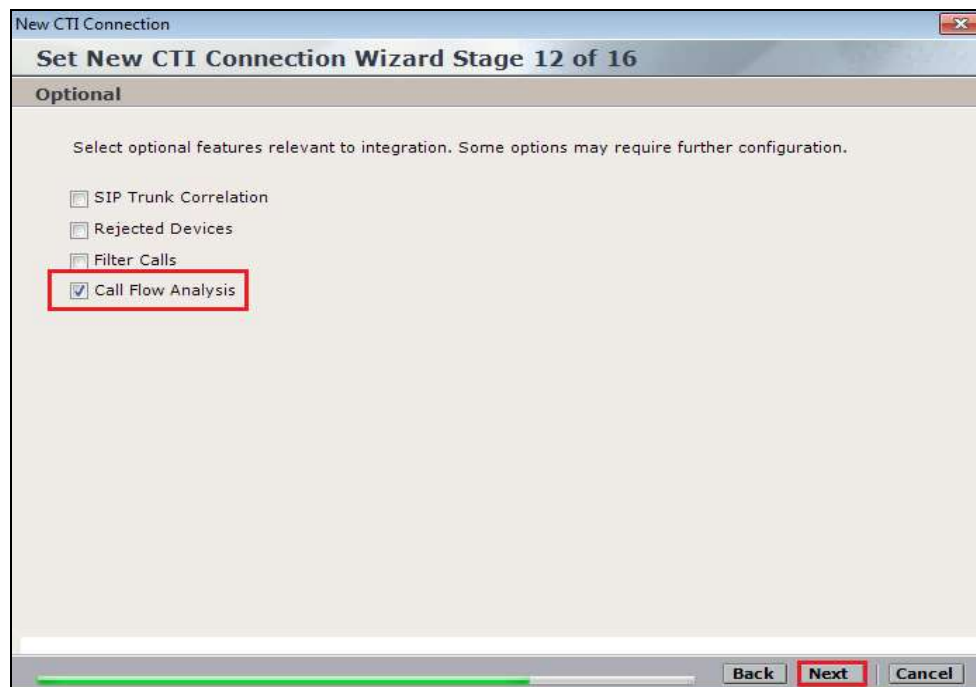 New CTI Connection
Set New CTI Connection Wizard Stage 12 of 16
Optional
Select optional features relevant to integration. Some options may require further configuration.
SIP Trunk Correlation
Rejected Devices
Filter Calls
Call Flow Analysis
Back Next Cancel